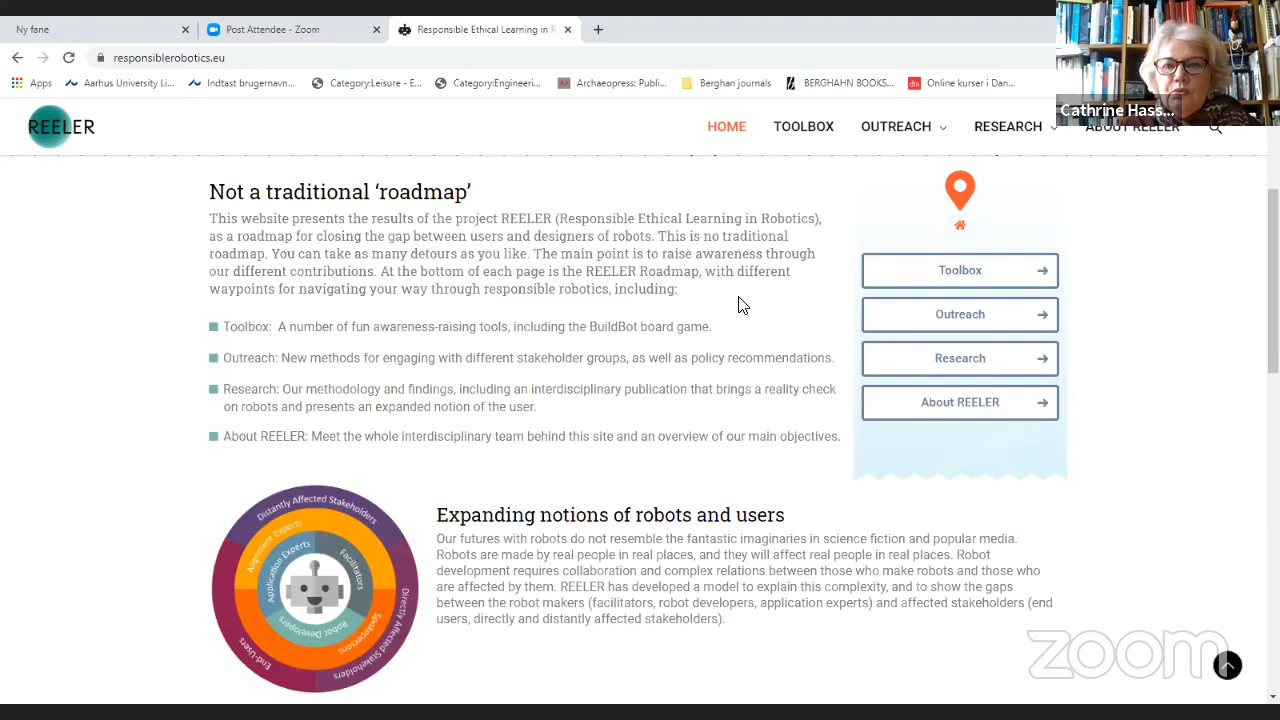 Ny fane
Post Attendee - Zoom
Responsible Ethical Learning in R
responsiblerobotics.eu
Apps
Aarhus University Li...
Indtast brugernavn...
Category:Leisure - E...
Category:Engineeri...
Archaeopress: Public...
Berghan journals
BERGHAHN BOOKS...
Online kurser i Dan...
Cathrine Hass...
REELER
HOME
TOOLBOX
OUTREACH
RESEARCH
ABOUT REELER
Not a traditional ‘roadmap’
This website presents the results of the project REELER (Responsible Ethical Learning in Robotics),
as a roadmap for closing the gap between users and designers of robots. This is no traditional
roadmap. You can take as many detours as you like. The main point is to raise awareness through
our different contributions. At the bottom of each page is the REELER Roadmap, with different
waypoints for navigating your way through responsible robotics, including:
Toolbox: A number of fun awareness-raising tools, including the BuildBot board game.
Outreach: New methods for engaging with different stakeholder groups, as well as policy recommendations.
Research: Our methodology and findings, including an interdisciplinary publication that brings a reality check
on robots and presents an expanded notion of the user.
About REELER: Meet the whole interdisciplinary team behind this site and an overview of our main objectives.
Toolbox
Outreach
Research
About REELER
Distantly Affected Stakeholders
Alignment Experts
Application Experts
Facilitators
Robot Developers
Spokepersons
End-Users
Directly Affected Stakeholders
Expanding notions of robots and users
Our futures with robots do not resemble the fantastic imaginaries in science fiction and popular media.
Robots are made by real people in real places, and they will affect real people in real places. Robot
development requires collaboration and complex relations between those who make robots and those who
are affected by them. REELER has developed a model to explain this complexity, and to show the gaps
between the robot makers (facilitators, robot developers, application experts) and affected stakeholders (end
users, directly and distantly affected stakeholders).
zoom